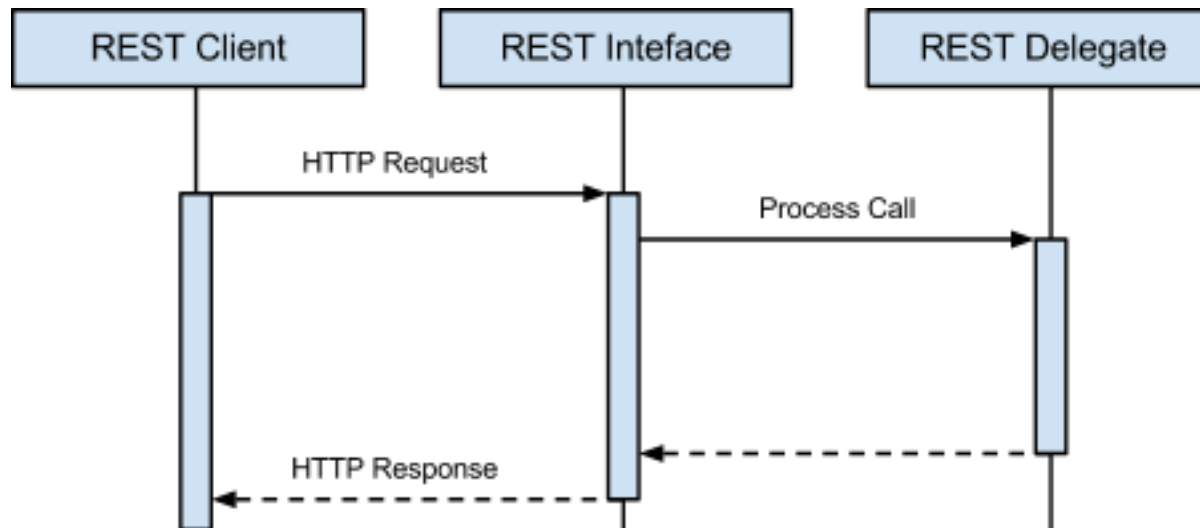 REST Client
REST Inteface
REST Delegate
HTTP Request
Process Call
HTTP Response